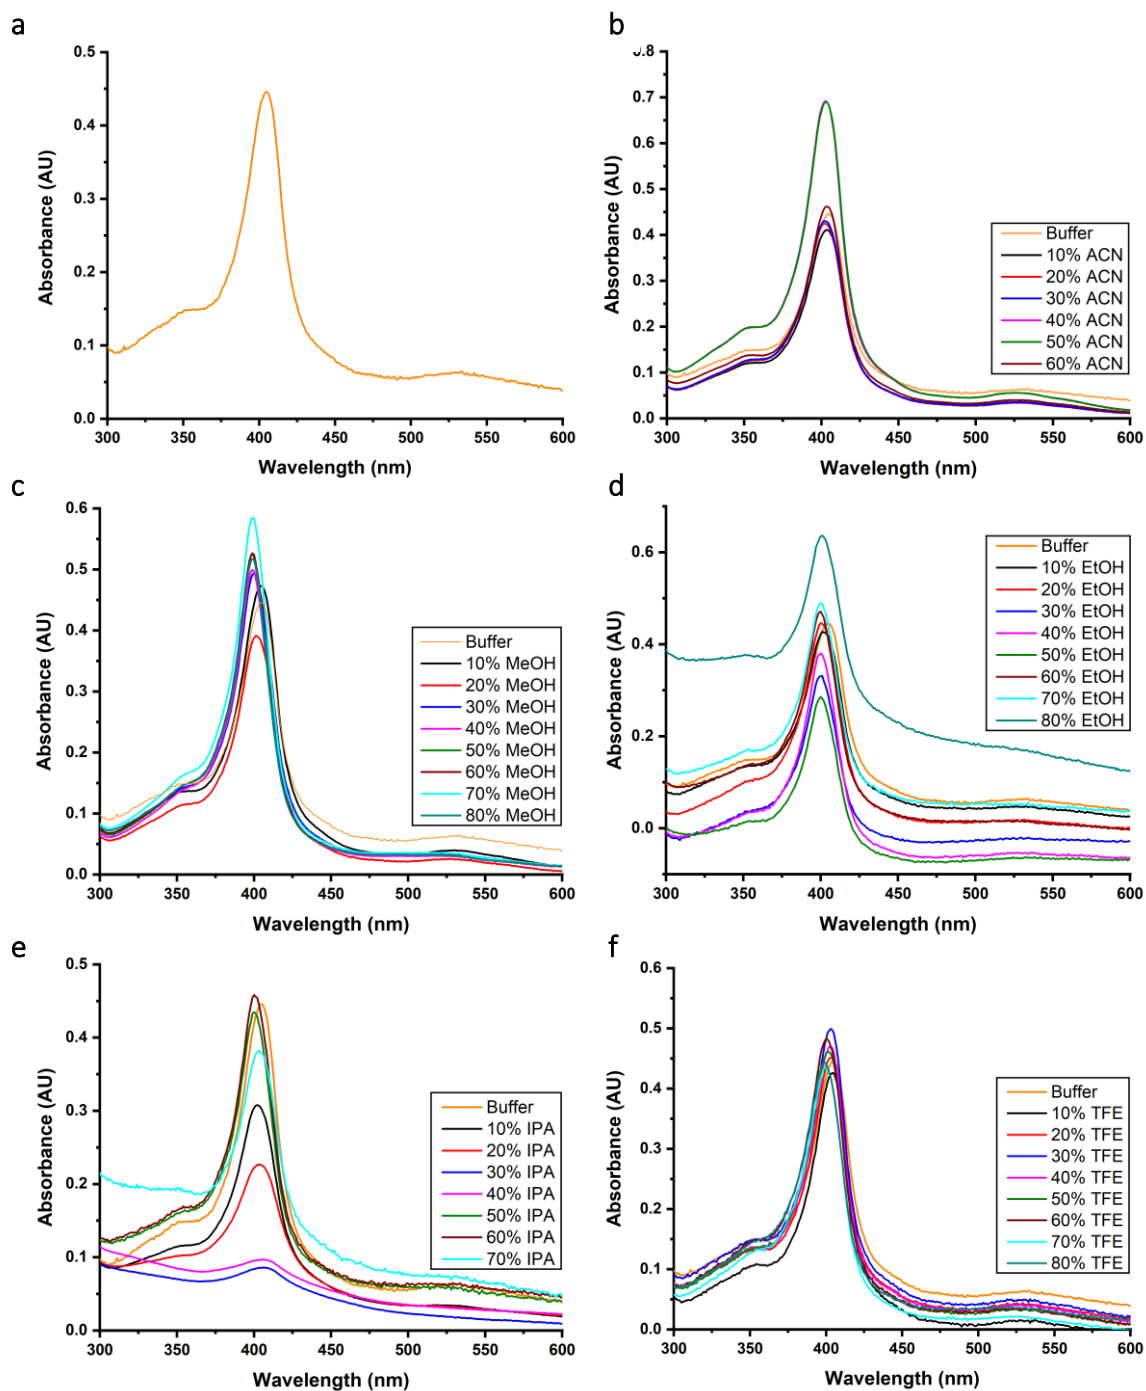 a
0.5
0.4
0.3
0.2
0.1
0.0
300 350 400 450 500 550 600
Absorbance (AU)
Wavelength (nm)
b
0.8
0.7
0.6
0.5
0.4
0.3
0.2
0.1
0.0
300 350 400 450 500 550 600
Absorbance (AU)
Wavelength (nm)
Buffer
10% ACN
20% ACN
30% ACN
40% ACN
50% ACN
60% ACN
c
0.6
0.5
0.4
0.3
0.2
0.1
0.0
300 350 400 450 500 550 600
Absorbance (AU)
Wavelength (nm)
Buffer
10% MeOH
20% MeOH
30% MeOH
40% MeOH
50% MeOH
60% MeOH
70% MeOH
80% MeOH
d
0.6
0.4
0.2
0.0
300 350 400 450 500 550 600
Absorbance (AU)
Wavelength (nm)
Buffer
10% EtOH
20% EtOH
30% EtOH
40% EtOH
50% EtOH
60% EtOH
70% EtOH
80% EtOH
e
0.5
0.4
0.3
0.2
0.1
0.0
300 350 400 450 500 550 600
Absorbance (AU)
Wavelength (nm)
Buffer
10% IPA
20% IPA
30% IPA
40% IPA
50% IPA
60% IPA
70% IPA
f
0.6
0.5
0.4
0.3
0.2
0.1
0.0
300 350 400 450 500 550 600
Absorbance (AU)
Wavelength (nm)
Buffer
10% TFE
20% TFE
30% TFE
40% TFE
50% TFE
60% TFE
70% TFE
80% TFE